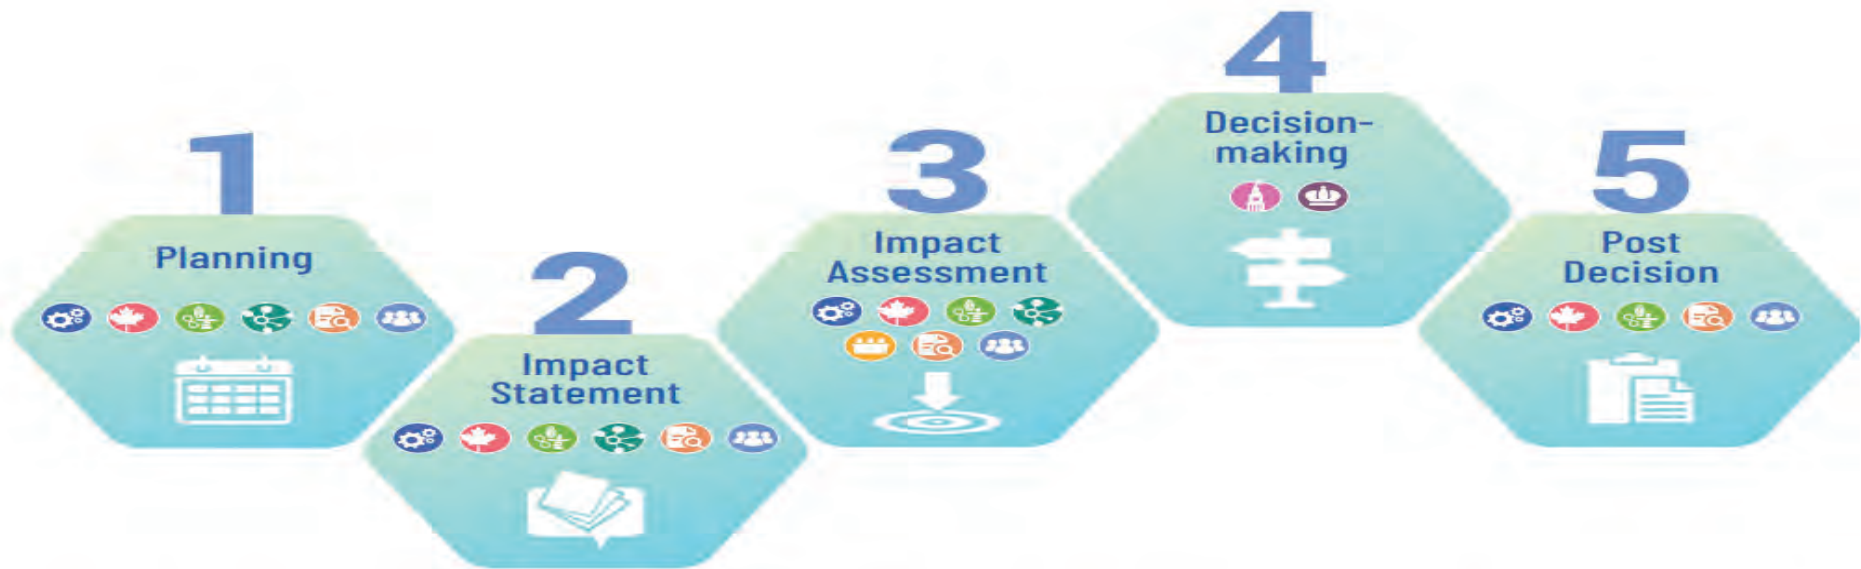 1
Planning
2
Impact
Statement
3
Impact
Assessment
4
Decision-
making
5
Post
Decision